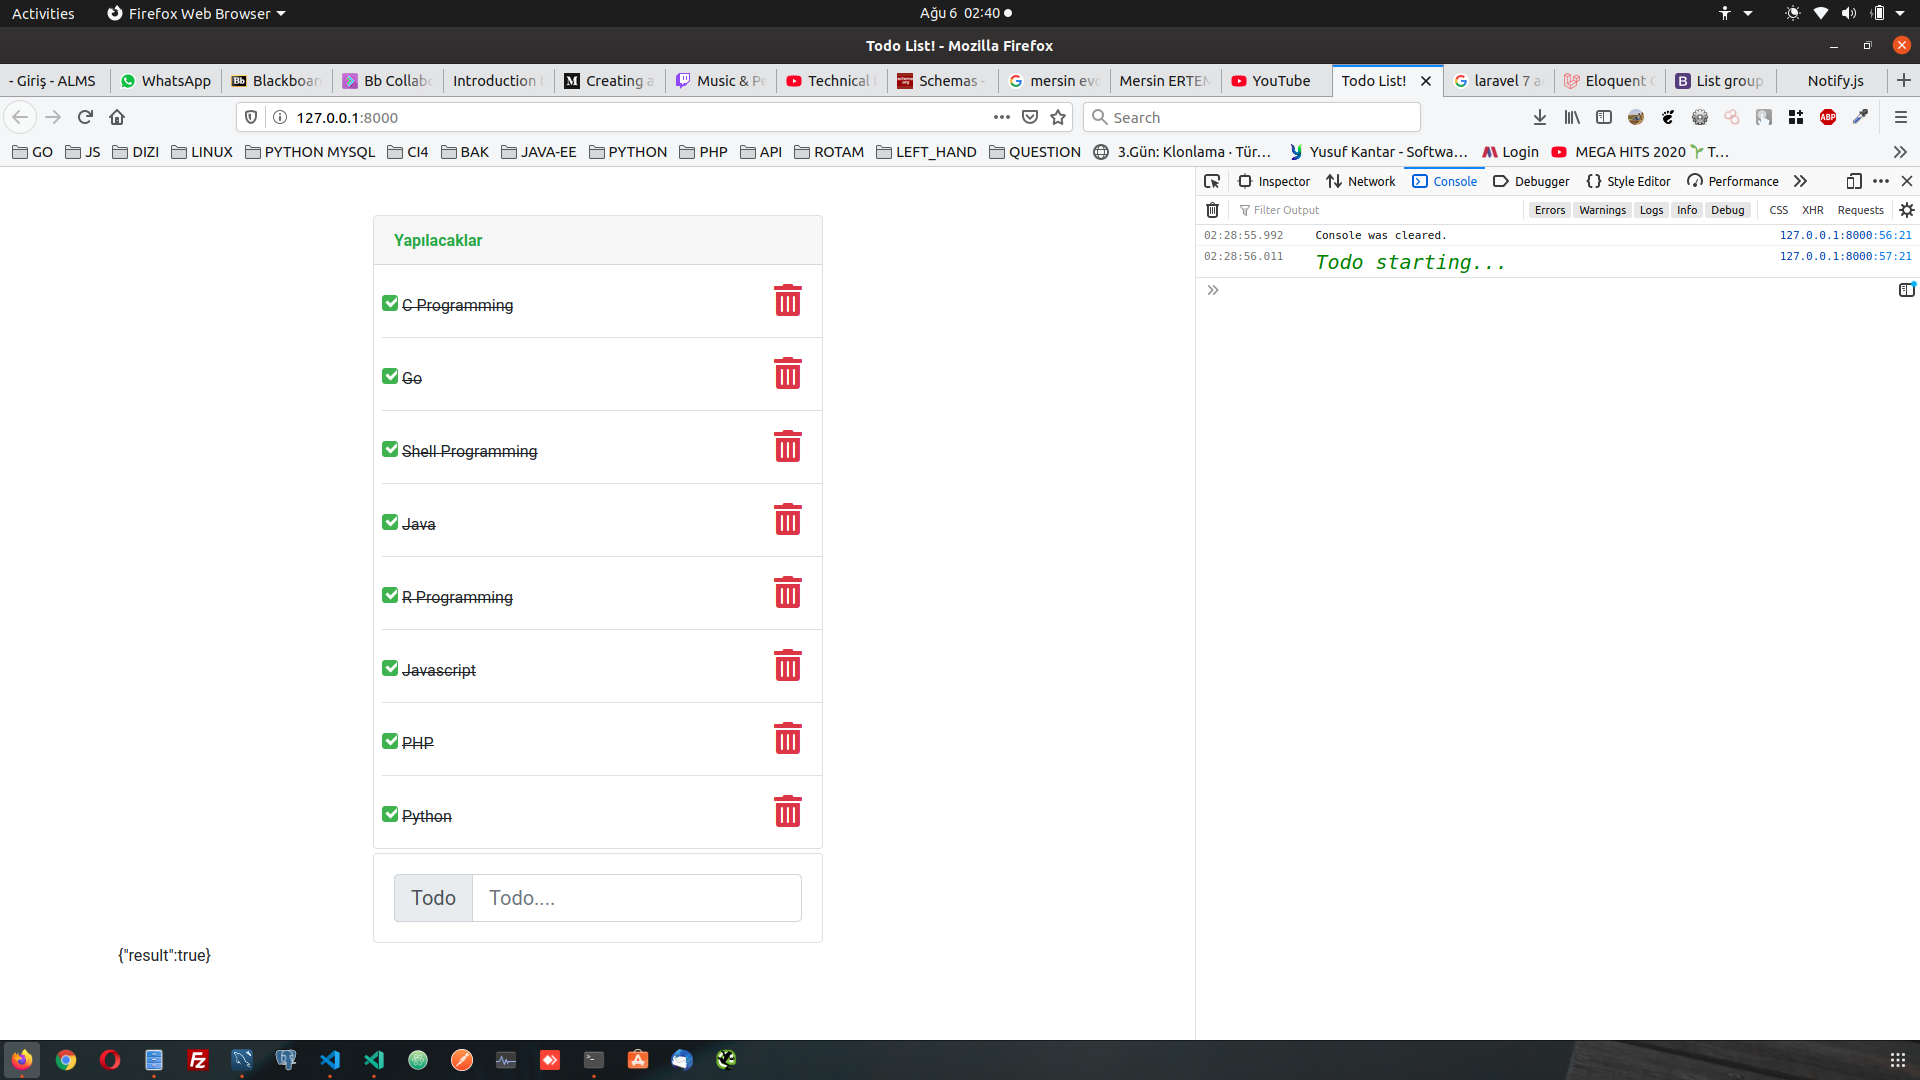 Activities Firefox Web Browser Ağu 6 02:40
Todo List! - Mozilla Firefox
- Giriş - ALMS WhatsApp Blackboar Bb Collab Introduction Creating a Music & Pe Technical Schemas - mersin evd Mersin ERTEM YouTube Todo List! laravel 7 a Eloquent List group Notify.js
127.0.0.1:8000 Search
GO JS DIZI LINUX PYTHON MYSQL CI4 BAK JAVA-EE PYTHON PHP API ROTAM LEFT_HAND QUESTION 3.Gün: Klonlama · Tür… Yusuf Kantar - Softwa… Login MEGA HITS 2020 T…
Inspector Network Console Debugger Style Editor Performance
Filter Output Errors Warnings Logs Info Debug CSS XHR Requests
02:28:55.992 Console was cleared. 127.0.0.1:8000:56:21
02:28:56.011 Todo starting... 127.0.0.1:8000:57:21
Yapılacaklar
C Programming
Go
Shell Programming
Java
R Programming
Javascript
PHP
Python
Todo Todo....
{"result":true}